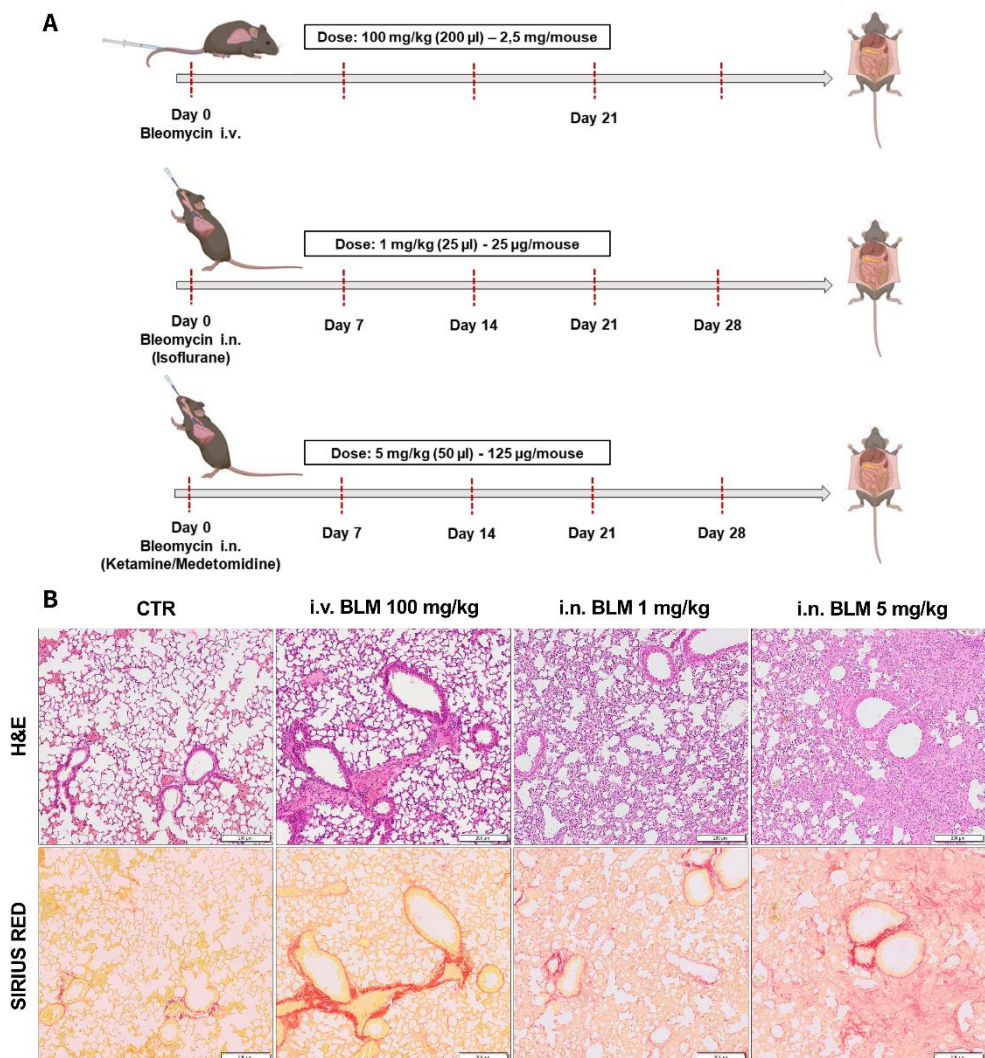 A
Dose: 100 mg/kg (200 µl) – 2,5 mg/mouse
Day 0
Bleomycin i.v.
Day 21
Dose: 1 mg/kg (25 µl) - 25 µg/mouse
Day 0
Bleomycin i.n.
(Isoflurane)
Day 7
Day 14
Day 21
Day 28
Dose: 5 mg/kg (50 µl) - 125 µg/mouse
Day 0
Bleomycin i.n.
(Ketamine/Medetomidine)
Day 7
Day 14
Day 21
Day 28
B
CTR
i.v. BLM 100 mg/kg
i.n. BLM 1 mg/kg
i.n. BLM 5 mg/kg
H&E
SIRIUS RED